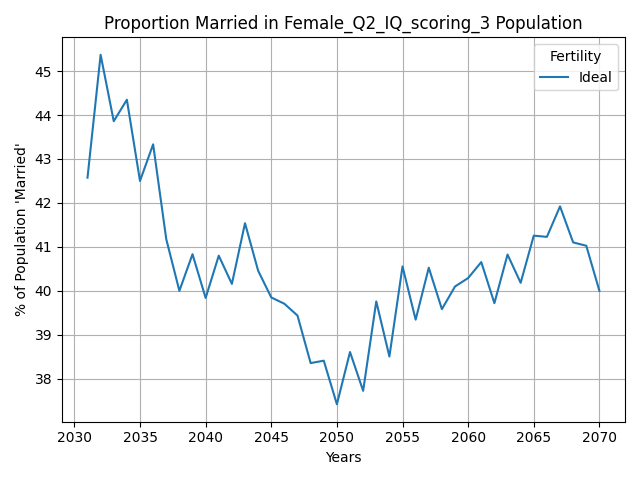 Proportion Married in Female_Q2_IQ_scoring_3 Population
% of Population 'Married'
45
44
43
42
41
40
39
38
Fertility
Ideal
2030 2035 2040 2045 2050 2055 2060 2065 2070
Years